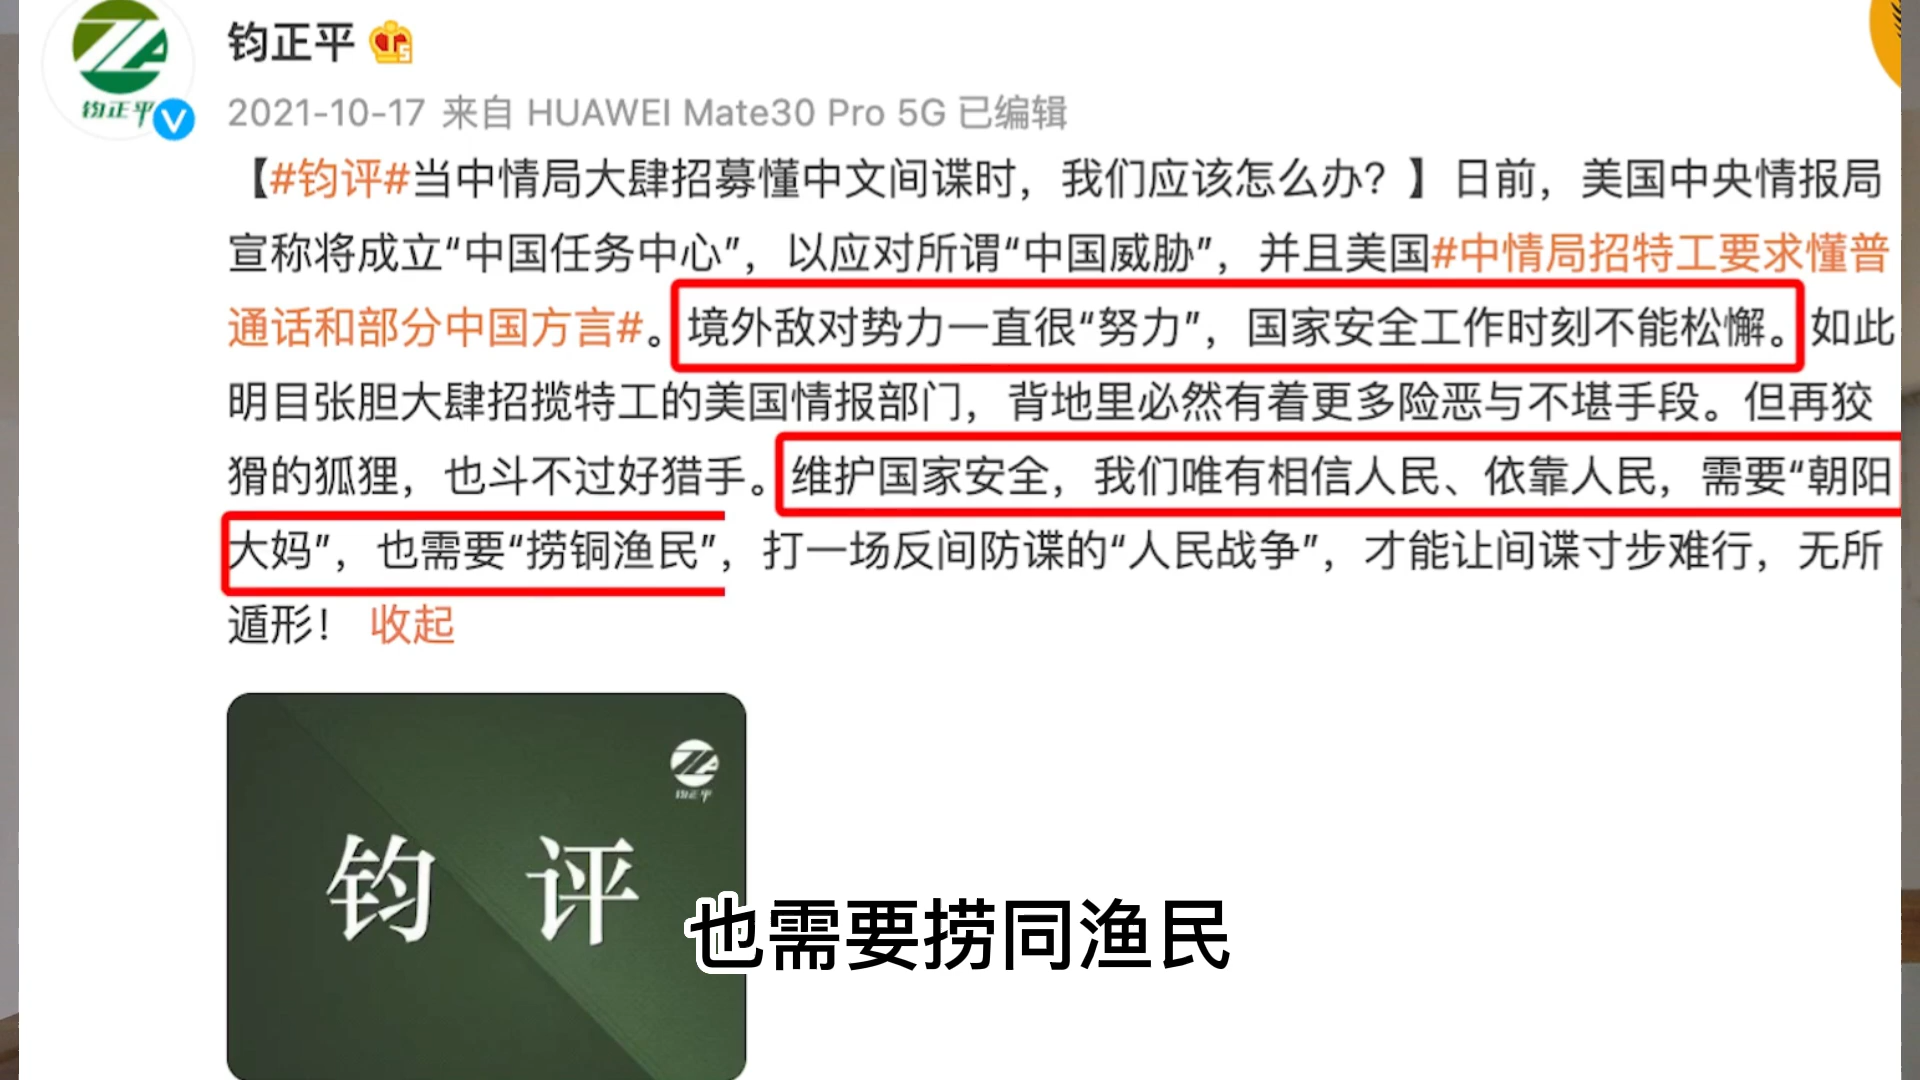 钧正平
钧正平
2021-10-17 来自 HUAWEI Mate30 Pro 5G 已编辑
【#钧评#当中情局大肆招募懂中文间谍时，我们应该怎么办？】日前，美国中央情报局
宣称将成立“中国任务中心”，以应对所谓“中国威胁”，并且美国#中情局招特工要求懂普
通话和部分中国方言#。境外敌对势力一直很“努力”，国家安全工作时刻不能松懈。如此
明目张胆大肆招揽特工的美国情报部门，背地里必然有着更多险恶与不堪手段。但再狡
猾的狐狸，也斗不过好猎手。维护国家安全，我们唯有相信人民、依靠人民，需要“朝阳
大妈”，也需要“捞铜渔民”，打一场反间防谍的“人民战争”，才能让间谍寸步难行，无所
遁形！ 收起
钧正平
钧评
也需要捞同渔民